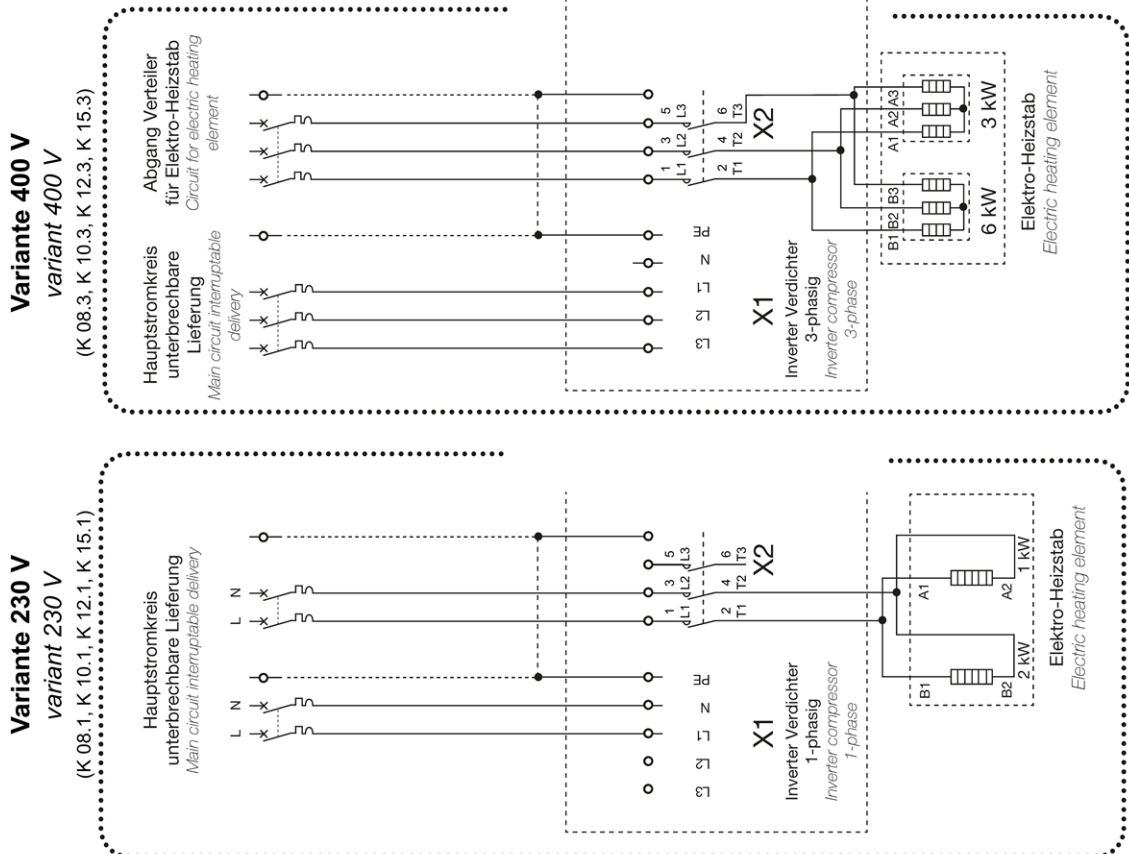 Variante 400 V
variant 400 V
(K 08.3, K 10.3, K 12.3, K 15.3)
Hauptstromkreis
unterbrechbare
Lieferung
Main circuit interruptable
delivery
Abgang Verteiler
für Elektro-Heizstab
Circuit for electric heating
element
L3 L2 L1 N PE
X1
Inverter Verdichter
3-phasig
Inverter compressor
3-phase
1 3 5
L1 L2 L3
2 4 6
T1 T2 T3
X2
B1 B2 B3
6 kW
A1 A2 A3
3 kW
Elektro-Heizstab
Electric heating element
Variante 230 V
variant 230 V
(K 08.1, K 10.1, K 12.1, K 15.1)
Hauptstromkreis
unterbrechbare Lieferung
Main circuit interruptable delivery
L N
L N
L3 L2 L1 N PE
X1
Inverter Verdichter
1-phasig
Inverter compressor
1-phase
1 3 5
L1 L2 L3
2 4 6
T1 T2 T3
X2
B1
B2
2 kW
A1
A2
1 kW
Elektro-Heizstab
Electric heating element